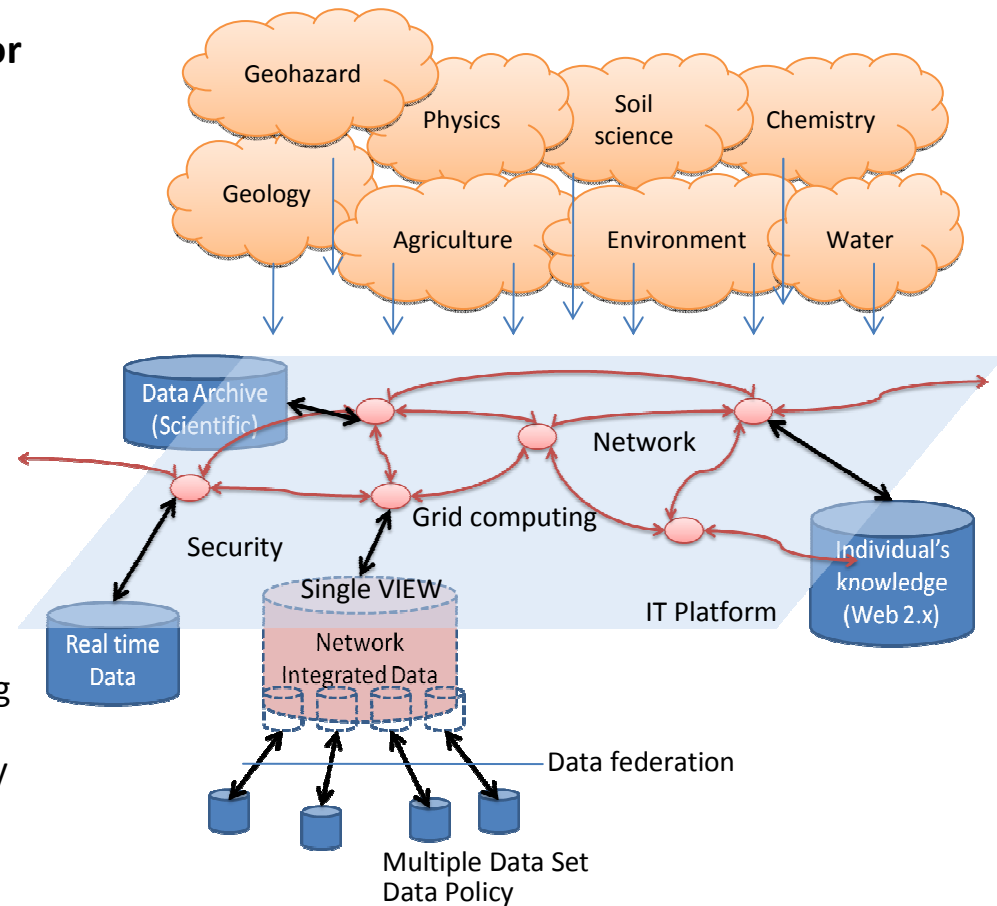 or
Geohazard
Physics
Soil
science
Chemistry
Geology
Agriculture
Environment
Water
Data Archive
(Scientific)
Network
Grid computing
Security
Single VIEW
IT Platform
Individual's
knowledge
(Web 2.x)
Real time
Data
Network
Integrated Data
g
y
Data federation
Multiple Data Set
Data Policy